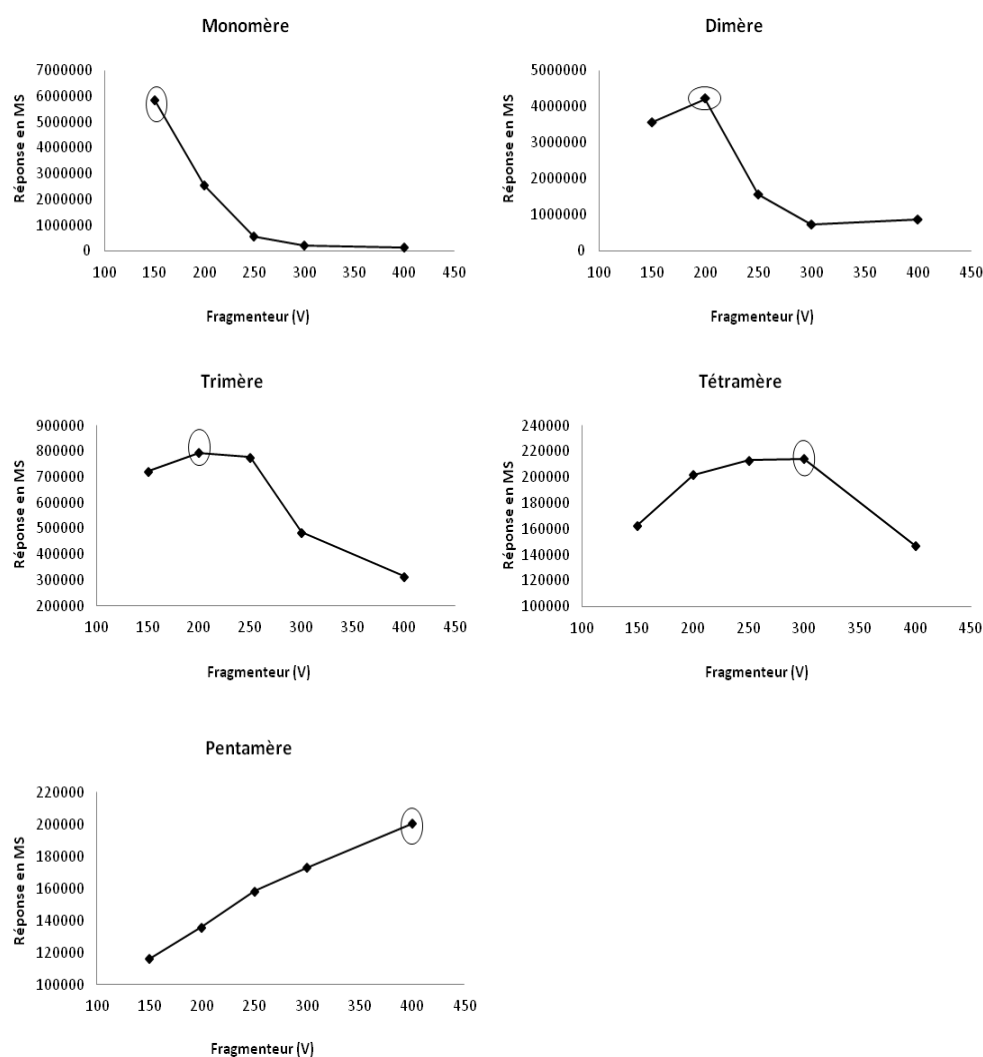 Monomère
Réponse en MS
7000000
6000000
5000000
4000000
3000000
2000000
1000000
0
100 150 200 250 300 350 400 450
Fragmenteur (V)
Dimère
Réponse en MS
5000000
4000000
3000000
2000000
1000000
0
100 150 200 250 300 350 400 450
Fragmenteur (V)
Trimère
Réponse en MS
900000
800000
700000
600000
500000
400000
300000
200000
100 150 200 250 300 350 400 450
Fragmenteur (V)
Tétramère
Réponse en MS
240000
220000
200000
180000
160000
140000
120000
100000
100 150 200 250 300 350 400 450
Fragmenteur (V)
Pentamère
Réponse en MS
220000
200000
180000
160000
140000
120000
100000
100 150 200 250 300 350 400 450
Fragmenteur (V)